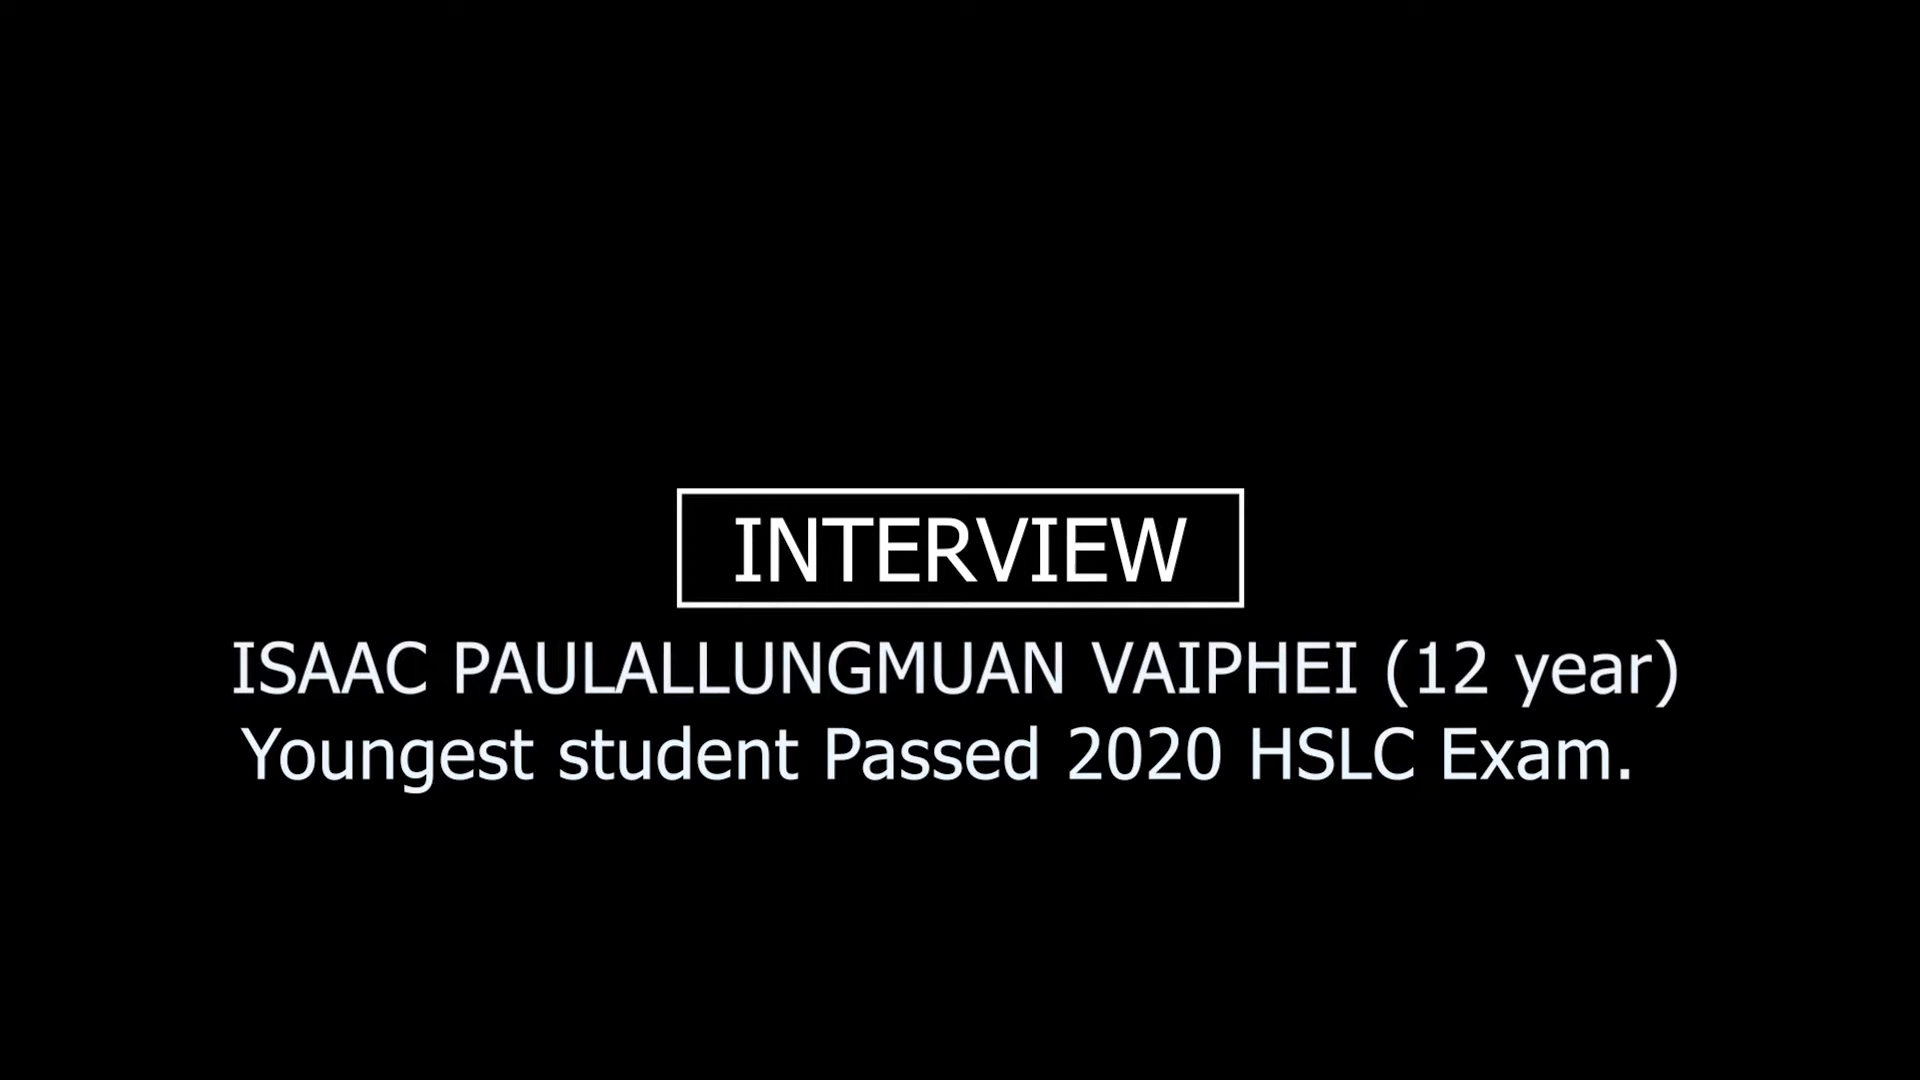 INTERVIEW
ISAAC PAULALLUNGMUAN VAIPHEI (12 year)
Youngest student Passed 2020 HSLC Exam.